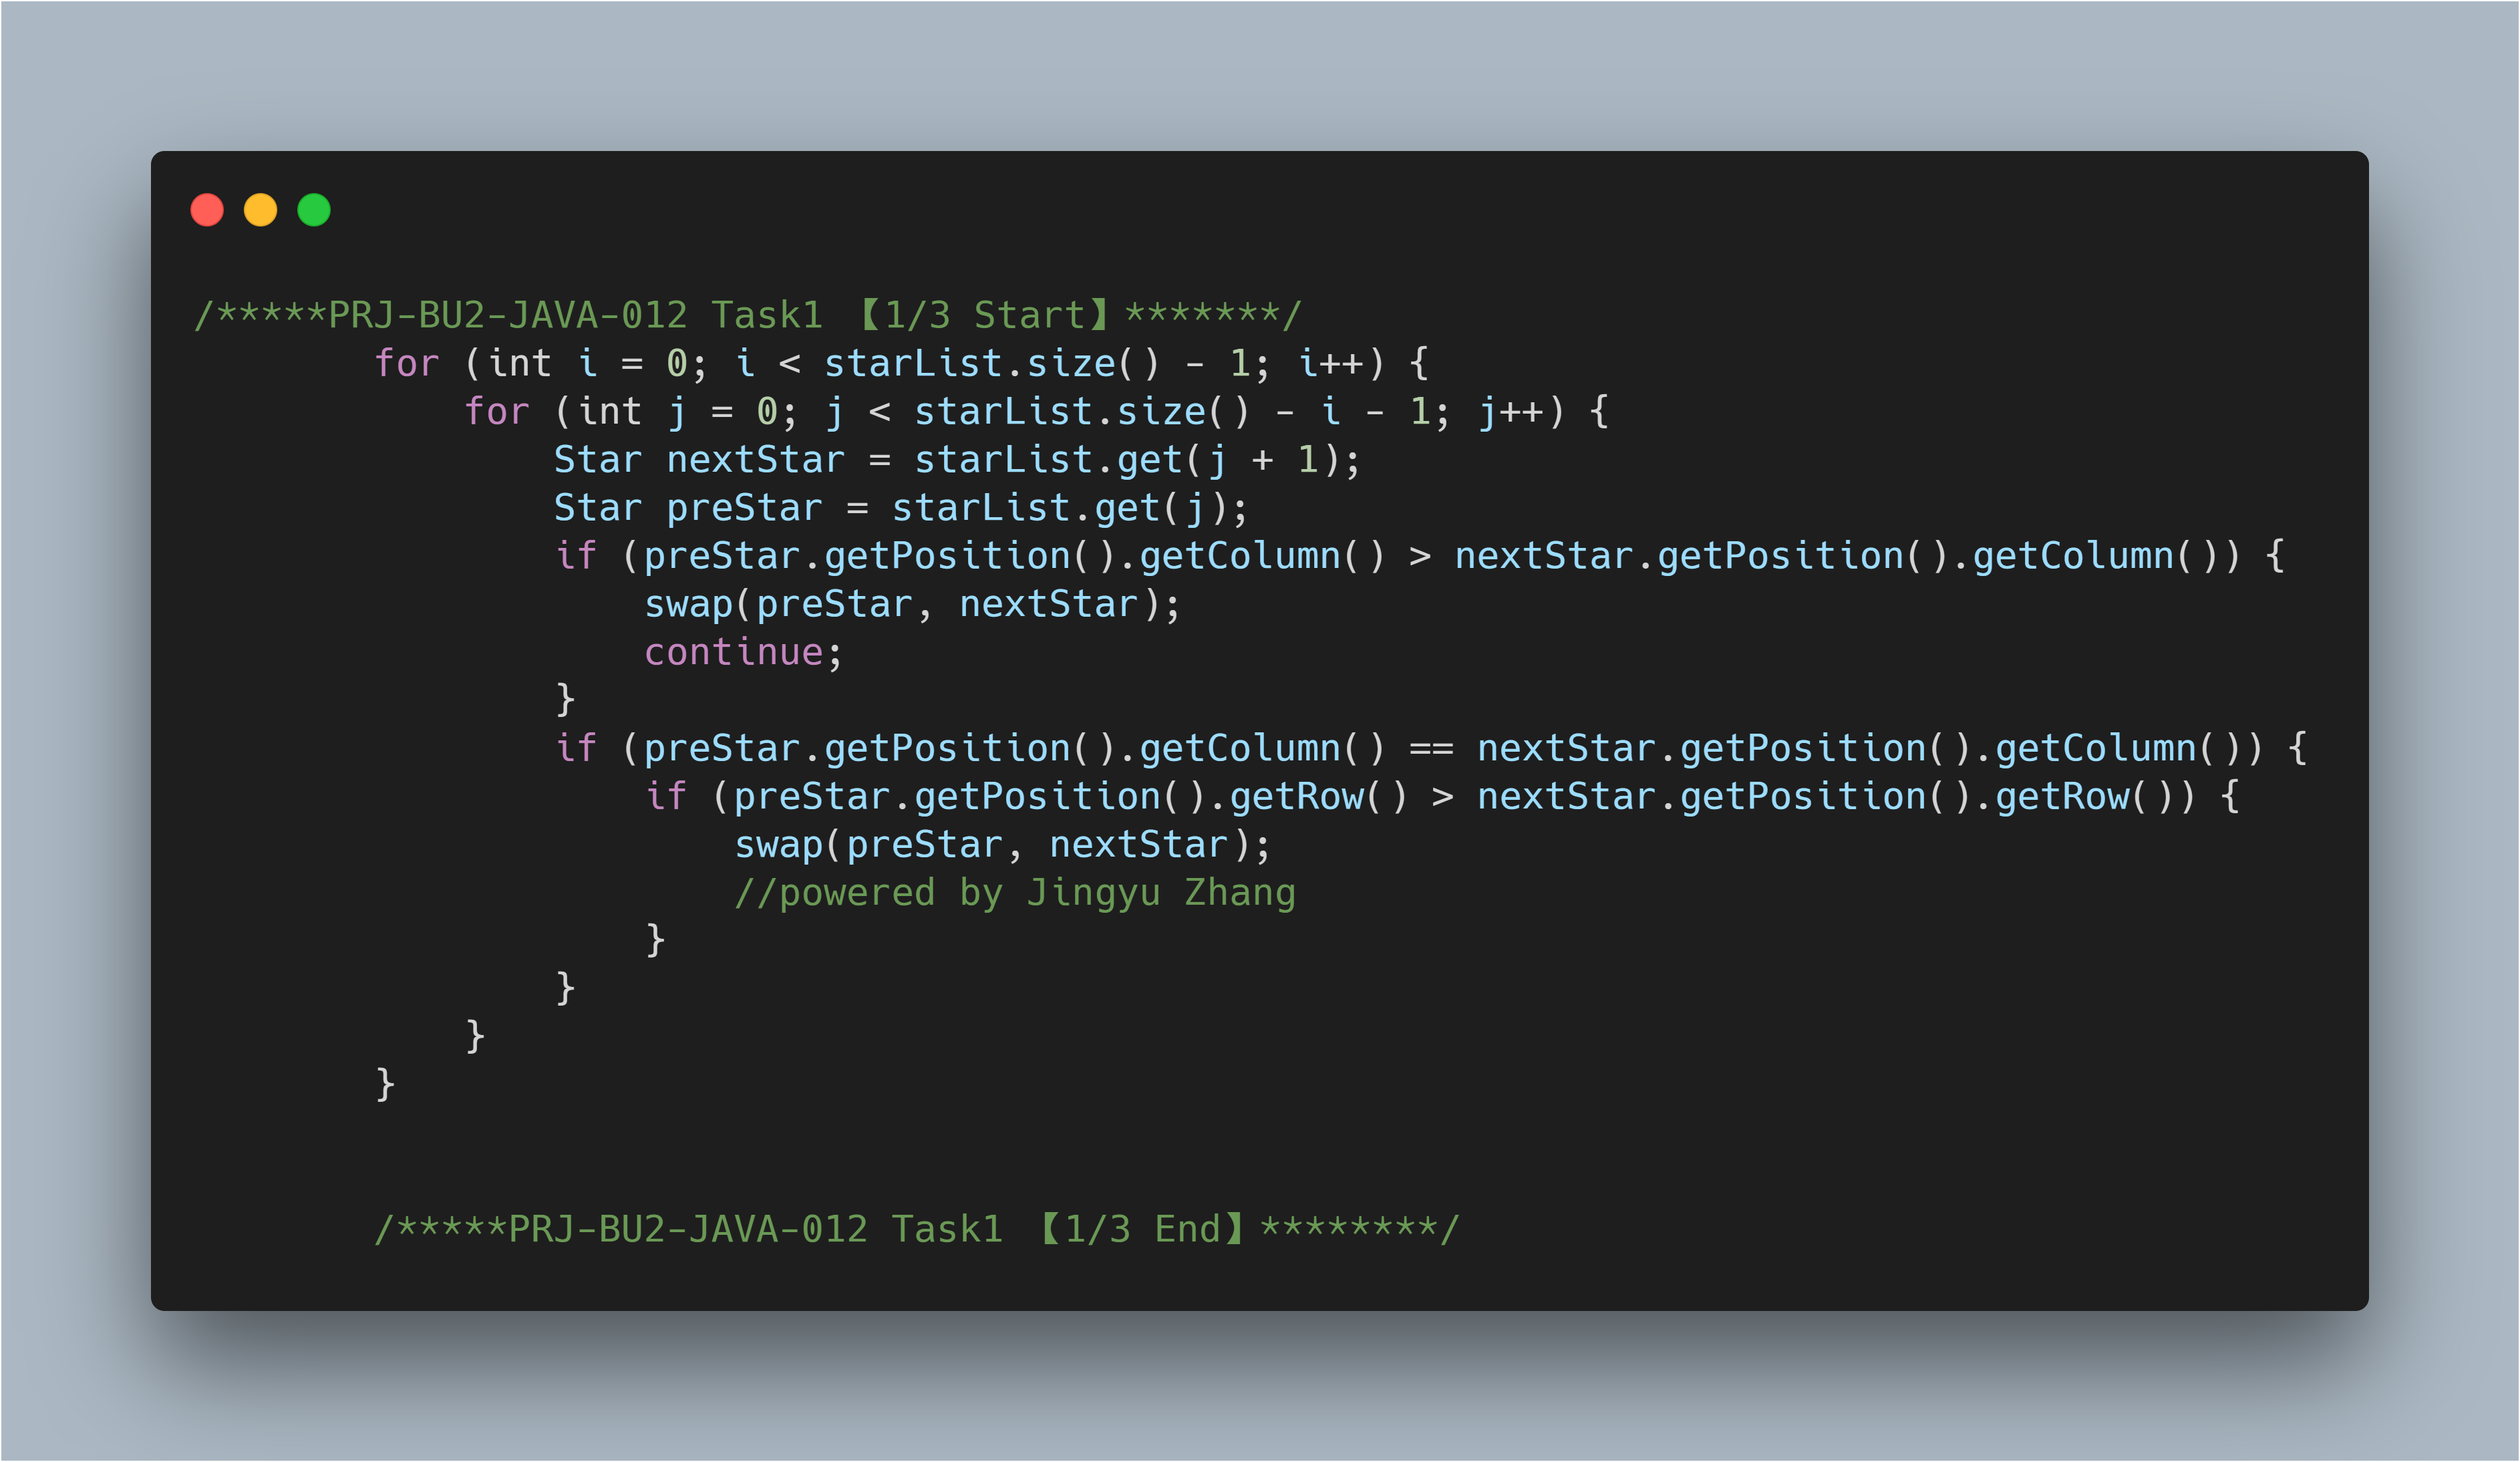 /*****PRJ-BU2-JAVA-012 Task1 【1/3 Start】*******/
        for (int i = 0; i < starList.size() - 1; i++) {
            for (int j = 0; j < starList.size() - i - 1; j++) {
                Star nextStar = starList.get(j + 1);
                Star preStar = starList.get(j);
                if (preStar.getPosition().getColumn() > nextStar.getPosition().getColumn()) {
                    swap(preStar, nextStar);
                    continue;
                }
                if (preStar.getPosition().getColumn() == nextStar.getPosition().getColumn()) {
                    if (preStar.getPosition().getRow() > nextStar.getPosition().getRow()) {
                        swap(preStar, nextStar);
                        //powered by Jingyu Zhang
                    }
                }
            }
        }
        /*****PRJ-BU2-JAVA-012 Task1 【1/3 End】********/